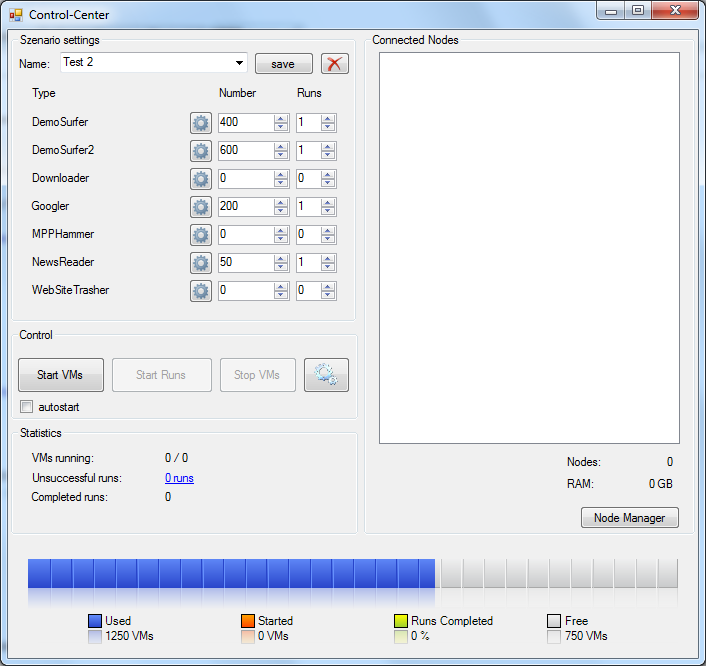 Control-Center
Szenario settings
Name: Test 2 save
Type Number Runs
DemoSurfer 400 1
DemoSurfer2 600 1
Downloader 0 0
Googler 200 1
MPPHammer 0 0
NewsReader 50 1
WebSiteTrasher 0 0
Control
Start VMs Start Runs Stop VMs
autostart
Statistics
VMs running: 0 / 0
Unsuccessful runs: 0 runs
Completed runs: 0
Connected Nodes
Nodes: 0
RAM: 0 GB
Node Manager
Used Started Runs Completed Free
1250 VMs 0 VMs 0 % 750 VMs